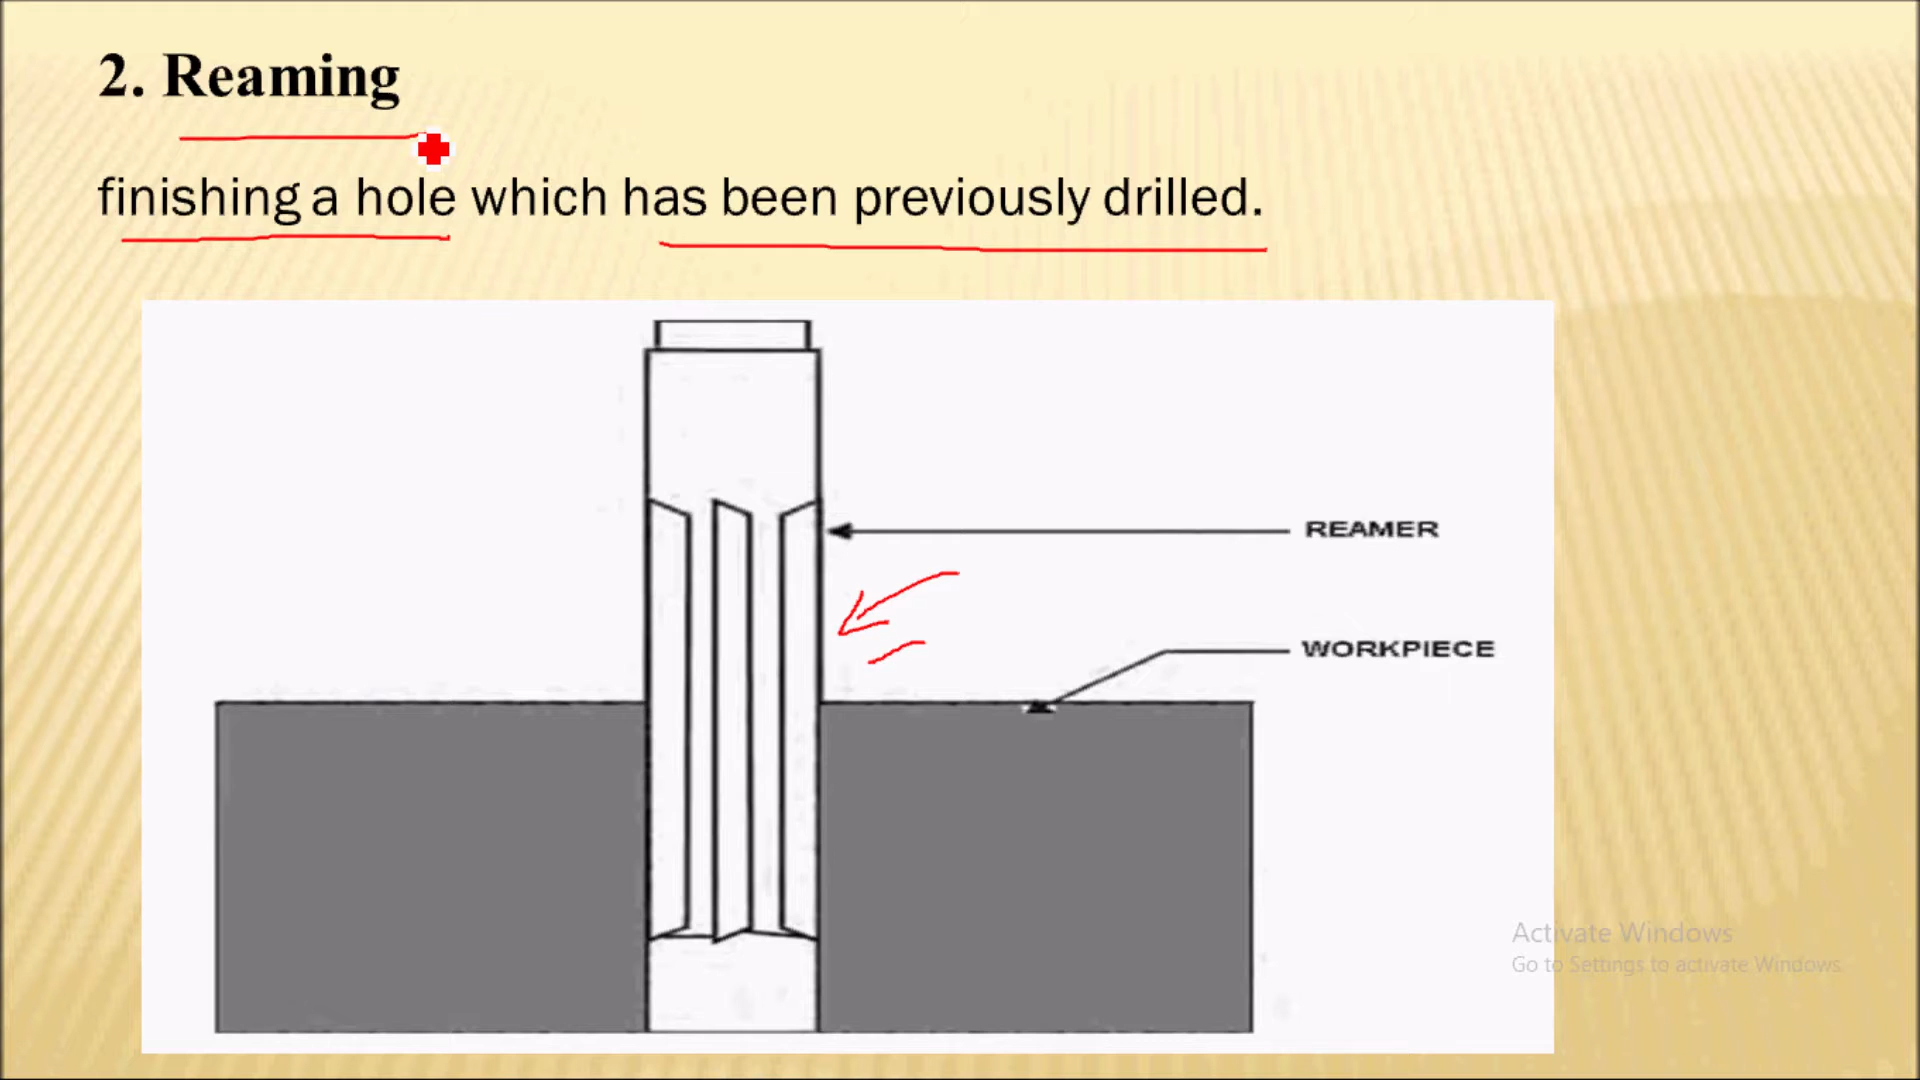 2. Reaming
finishing a hole which has been previously drilled.
REAMER
WORKPIECE
Activate Windows
Go to Settings to activate Windows.